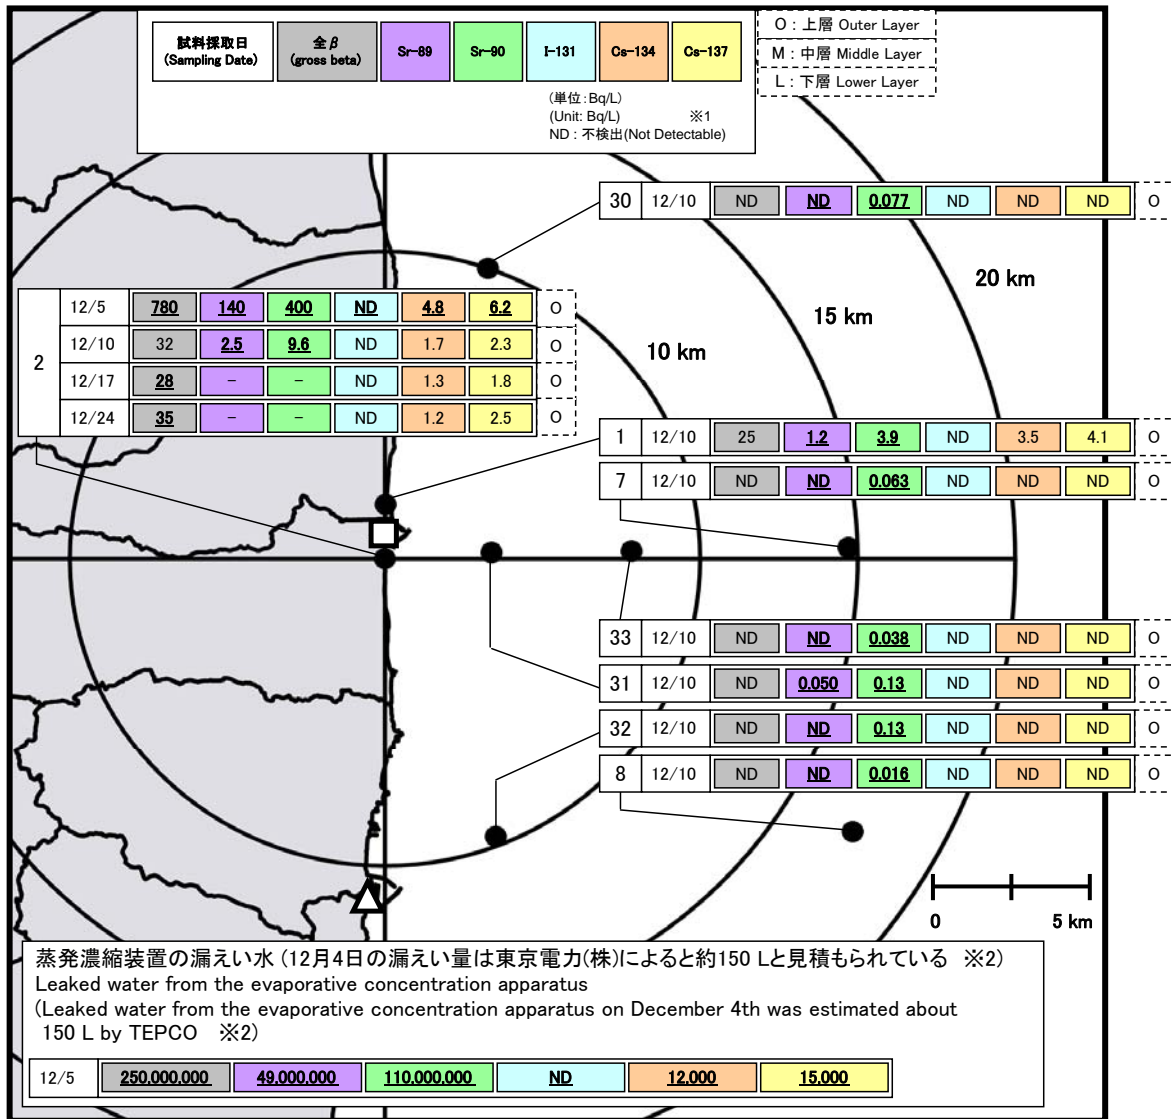 試料採取日
(Sampling Date)
全β
(gross beta)
Sr-89
Sr-90
I-131
Cs-134
Cs-137
(単位:Bq/L)
(Unit: Bq/L) ※1
ND : 不検出(Not Detectable)
O : 上層 Outer Layer
M : 中層 Middle Layer
L : 下層 Lower Layer
30 12/10 ND ND 0.077 ND ND ND O
20 km
15 km
10 km
2
12/5 780 140 400 ND 4.8 6.2 O
12/10 32 2.5 9.6 ND 1.7 2.3 O
12/17 28 - - ND 1.3 1.8 O
12/24 35 - - ND 1.2 2.5 O
1 12/10 25 1.2 3.9 ND 3.5 4.1 O
7 12/10 ND ND 0.063 ND ND ND O
33 12/10 ND ND 0.038 ND ND ND O
31 12/10 ND 0.050 0.13 ND ND ND O
32 12/10 ND ND 0.13 ND ND ND O
8 12/10 ND ND 0.016 ND ND ND O
0 5 km
蒸発濃縮装置の漏えい水 (12月4日の漏えい量は東京電力(株)によると約150 Lと見積もられている ※2)
Leaked water from the evaporative concentration apparatus
(Leaked water from the evaporative concentration apparatus on December 4th was estimated about
150 L by TEPCO ※2)
12/5 250,000,000 49,000,000 110,000,000 ND 12,000 15,000